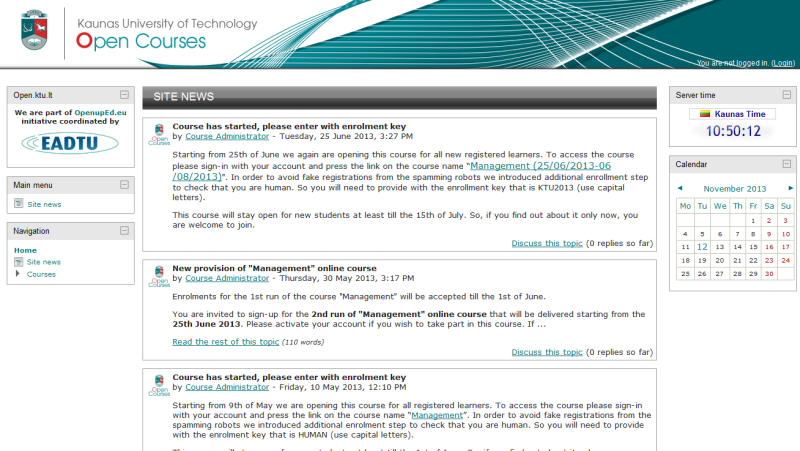 Kaunas University of Technology
Open Courses
You are not logged in. (Login)
Open.ktu.lt
We are part of OpenupEd.eu
initiative coordinated by
EADTU
Main menu
Site news
Navigation
Home
Site news
Courses
SITE NEWS
Open
Courses
Course has started, please enter with enrolment key
by Course Administrator - Tuesday, 25 June 2013, 3:27 PM
Starting from 25th of June we again are opening this course for all new registered learners. To access the course
please sign-in with your account and press the link on the course name "Management (25/06/2013-06
/08/2013)". In order to avoid fake registrations from the spamming robots we introduced additional enrolment step
to check that you are human. So you will need to provide with the enrollment key that is KTU2013 (use capital
letters).
This course will stay open for new students at least till the 15th of July. So, if you find out about it only now, you
are welcome to join.
Discuss this topic (0 replies so far)
Open
Courses
New provision of "Management" online course
by Course Administrator - Thursday, 30 May 2013, 3:17 PM
Enrolments for the 1st run of the course "Management" will be accepted till the 1st of June.
You are invited to sign-up for the 2nd run of "Management" online course that will be delivered starting from the
25th June 2013. Please activate your account if you wish to take part in this course. If ...
Read the rest of this topic (110 words)
Discuss this topic (0 replies so far)
Open
Courses
Course has started, please enter with enrolment key
by Course Administrator - Friday, 10 May 2013, 12:10 PM
Starting from 9th of May we are opening this course for all registered learners. To access the course please sign-in
with your account and press the link on the course name "Management". In order to avoid fake registrations from the
spamming robots we introduced additional enrolment step to check that you are human. So you will need to provide
with the enrolment key that is HUMAN (use capital letters).
Server time
Kaunas Time
10:50:12
Calendar
◄ November 2013 ►
Mo Tu We Th Fr Sa Su
1 2 3
4 5 6 7 8 9 10
11 12 13 14 15 16 17
18 19 20 21 22 23 24
25 26 27 28 29 30